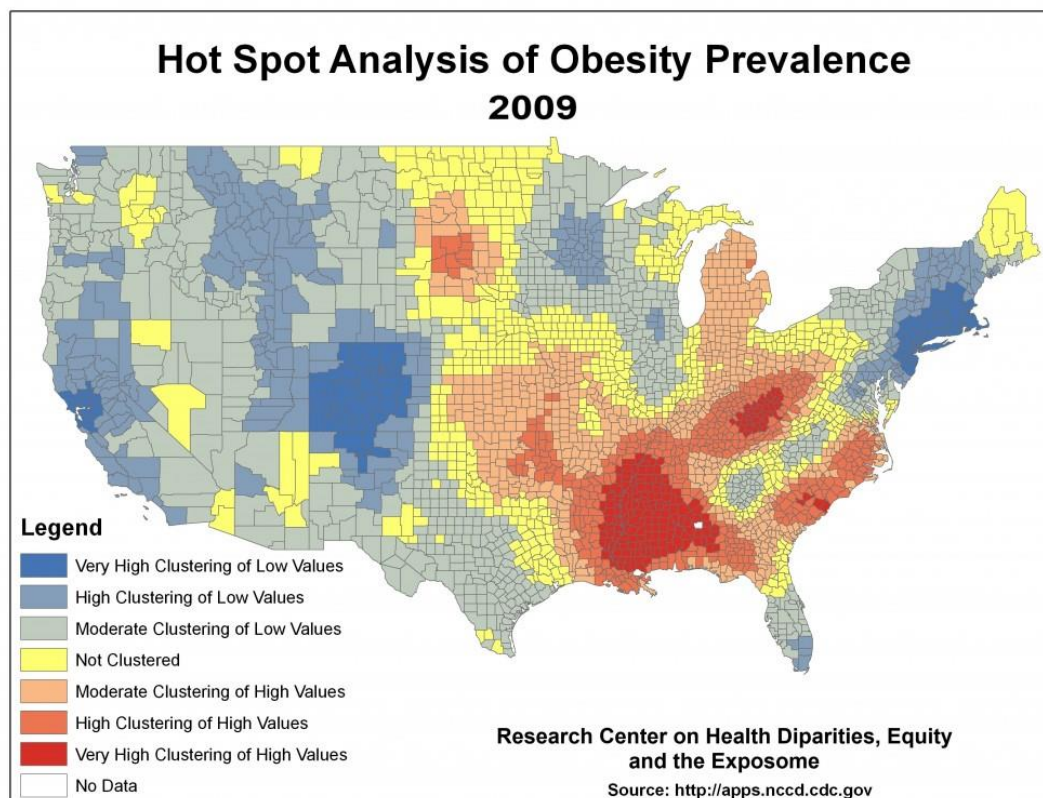 Hot Spot Analysis of Obesity Prevalence
2009
Legend
Very High Clustering of Low Values
High Clustering of Low Values
Moderate Clustering of Low Values
Not Clustered
Moderate Clustering of High Values
High Clustering of High Values
Very High Clustering of High Values
No Data
Research Center on Health Diparities, Equity
and the Exposome
Source: http://apps.nccd.cdc.gov